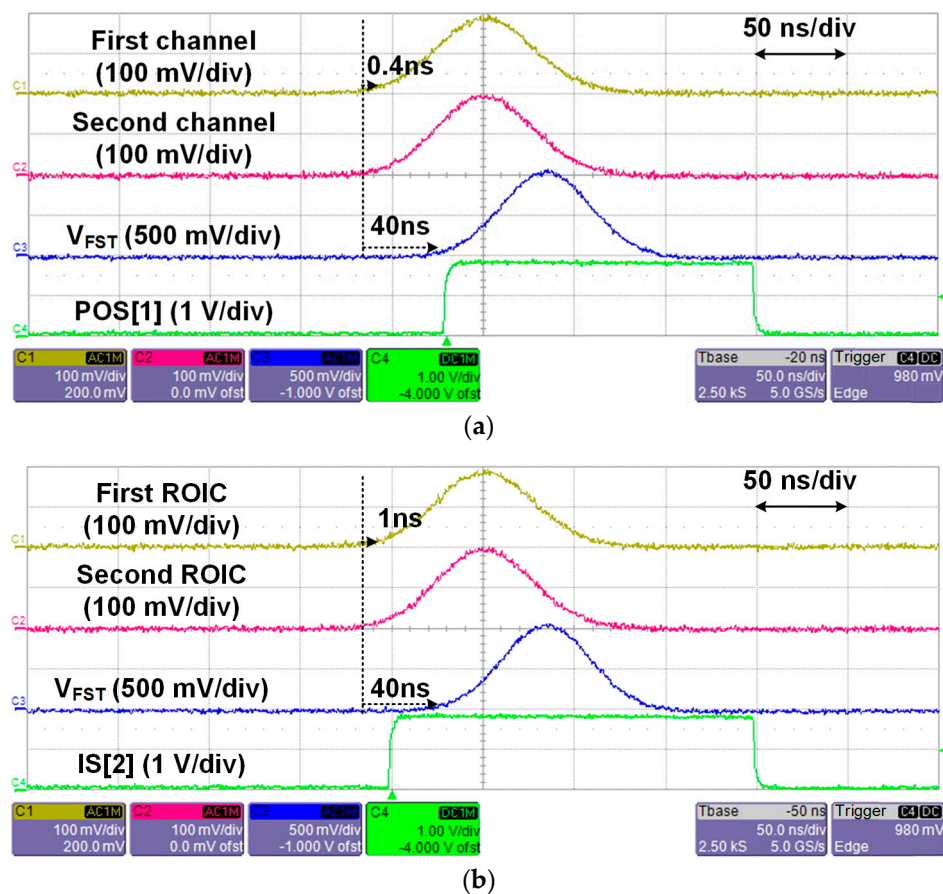 First channel
(100 mV/div)
50 ns/div
0.4ns
C1
Second channel
(100 mV/div)
C2
40ns
VFST (500 mV/div)
C3
POS[1] (1 V/div)
C4
C1 AC1M
100 mV/div
200.0 mV
C2 AC1M
100 mV/div
0.0 mV ofst
C3 AC1M
500 mV/div
-1.000 V ofst
C4 DC1M
1.00 V/div
-4.000 V ofst
Tbase -20 ns
50.0 ns/div
2.50 kS 5.0 GS/s
Trigger C4 DC
980 mV
Edge
(a)
First ROIC
(100 mV/div)
50 ns/div
1ns
C1
Second ROIC
(100 mV/div)
C2
VFST (500 mV/div)
40ns
C3
IS[2] (1 V/div)
C4
C1 AC1M
100 mV/div
200.0 mV
C2 AC1M
100 mV/div
0.0 mV ofst
C3 AC1M
500 mV/div
-1.000 V ofst
C4 DC1M
1.00 V/div
-4.000 V ofst
Tbase -50 ns
50.0 ns/div
2.50 kS 5.0 GS/s
Trigger C4 DC
980 mV
Edge
(b)